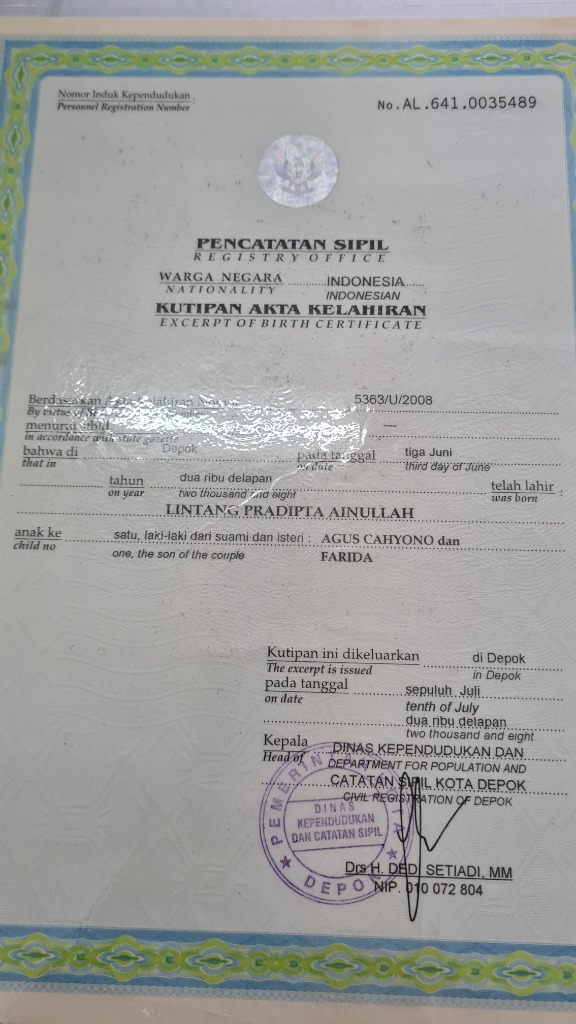 Nomor Induk Kependudukan :
Personnel Registration Number
No. AL.641.0035489
PENCATATAN SIPIL
REGISTRY OFFICE
WARGA NEGARA INDONESIA
NATIONALITY INDONESIAN
KUTIPAN AKTA KELAHIRAN
EXCERPT OF BIRTH CERTIFICATE
Berdasarkan Akta Kelahiran 5363/U/2008
By virtue of
menurut stbld ---
in accordance with state gazette
bahwa di Depok pada tanggal tiga Juni
that in on date third day of June
tahun dua ribu delapan telah lahir :
on year two thousand and eight was born
LINTANG PRADIPTA AINULLAH
anak ke satu, laki-laki dari suami dan isteri : AGUS CAHYONO dan
child no one, the son of the couple FARIDA
Kutipan ini dikeluarkan di Depok
The excerpt is issued in Depok
pada tanggal sepuluh Juli
on date tenth of July
dua ribu delapan
two thousand and eight
Kepala DINAS KEPENDUDUKAN DAN
Head of DEPARTMENT FOR POPULATION AND
CATATAN SIPIL KOTA DEPOK
CIVIL REGISTRATION OF DEPOK
PEMERINTAH KOTA
DINAS
KEPENDUDUKAN
DAN CATATAN SIPIL
DEPOK
Drs H. DEDI SETIADI, MM
NIP. 010 072 804